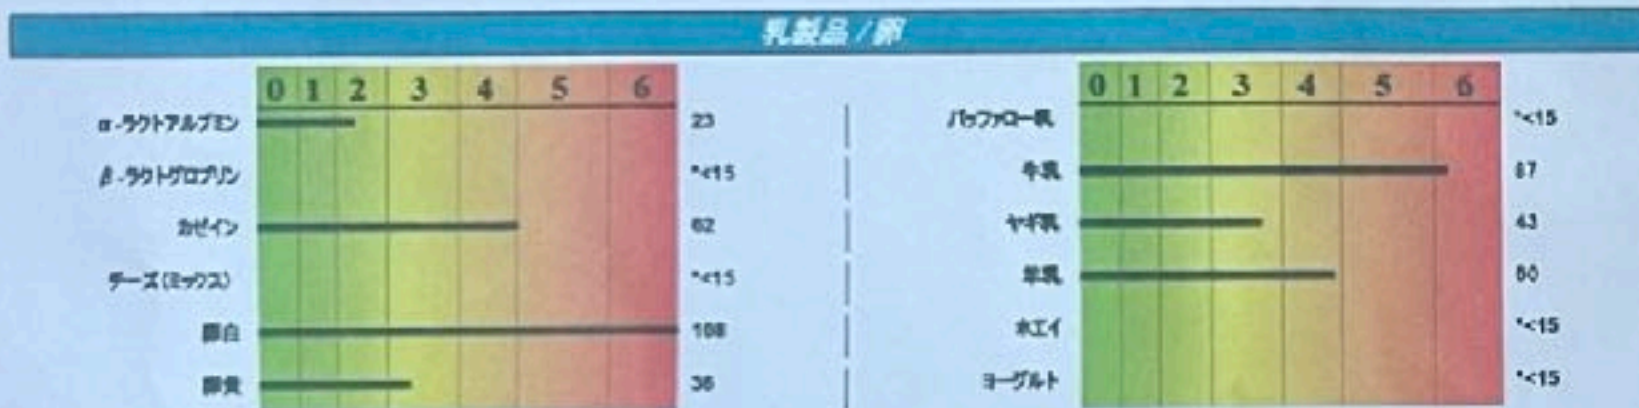 乳製品 / 卵
0 1 2 3 4 5 6
α-ラクトアルブミン 23
β-ラクトグロブリン *<15
カゼイン 62
チーズ(ミックス) *<15
卵白 108
卵黄 36
0 1 2 3 4 5 6
バッファロー乳 *<15
牛乳 87
ヤギ乳 43
羊乳 60
ホエイ *<15
ヨーグルト *<15